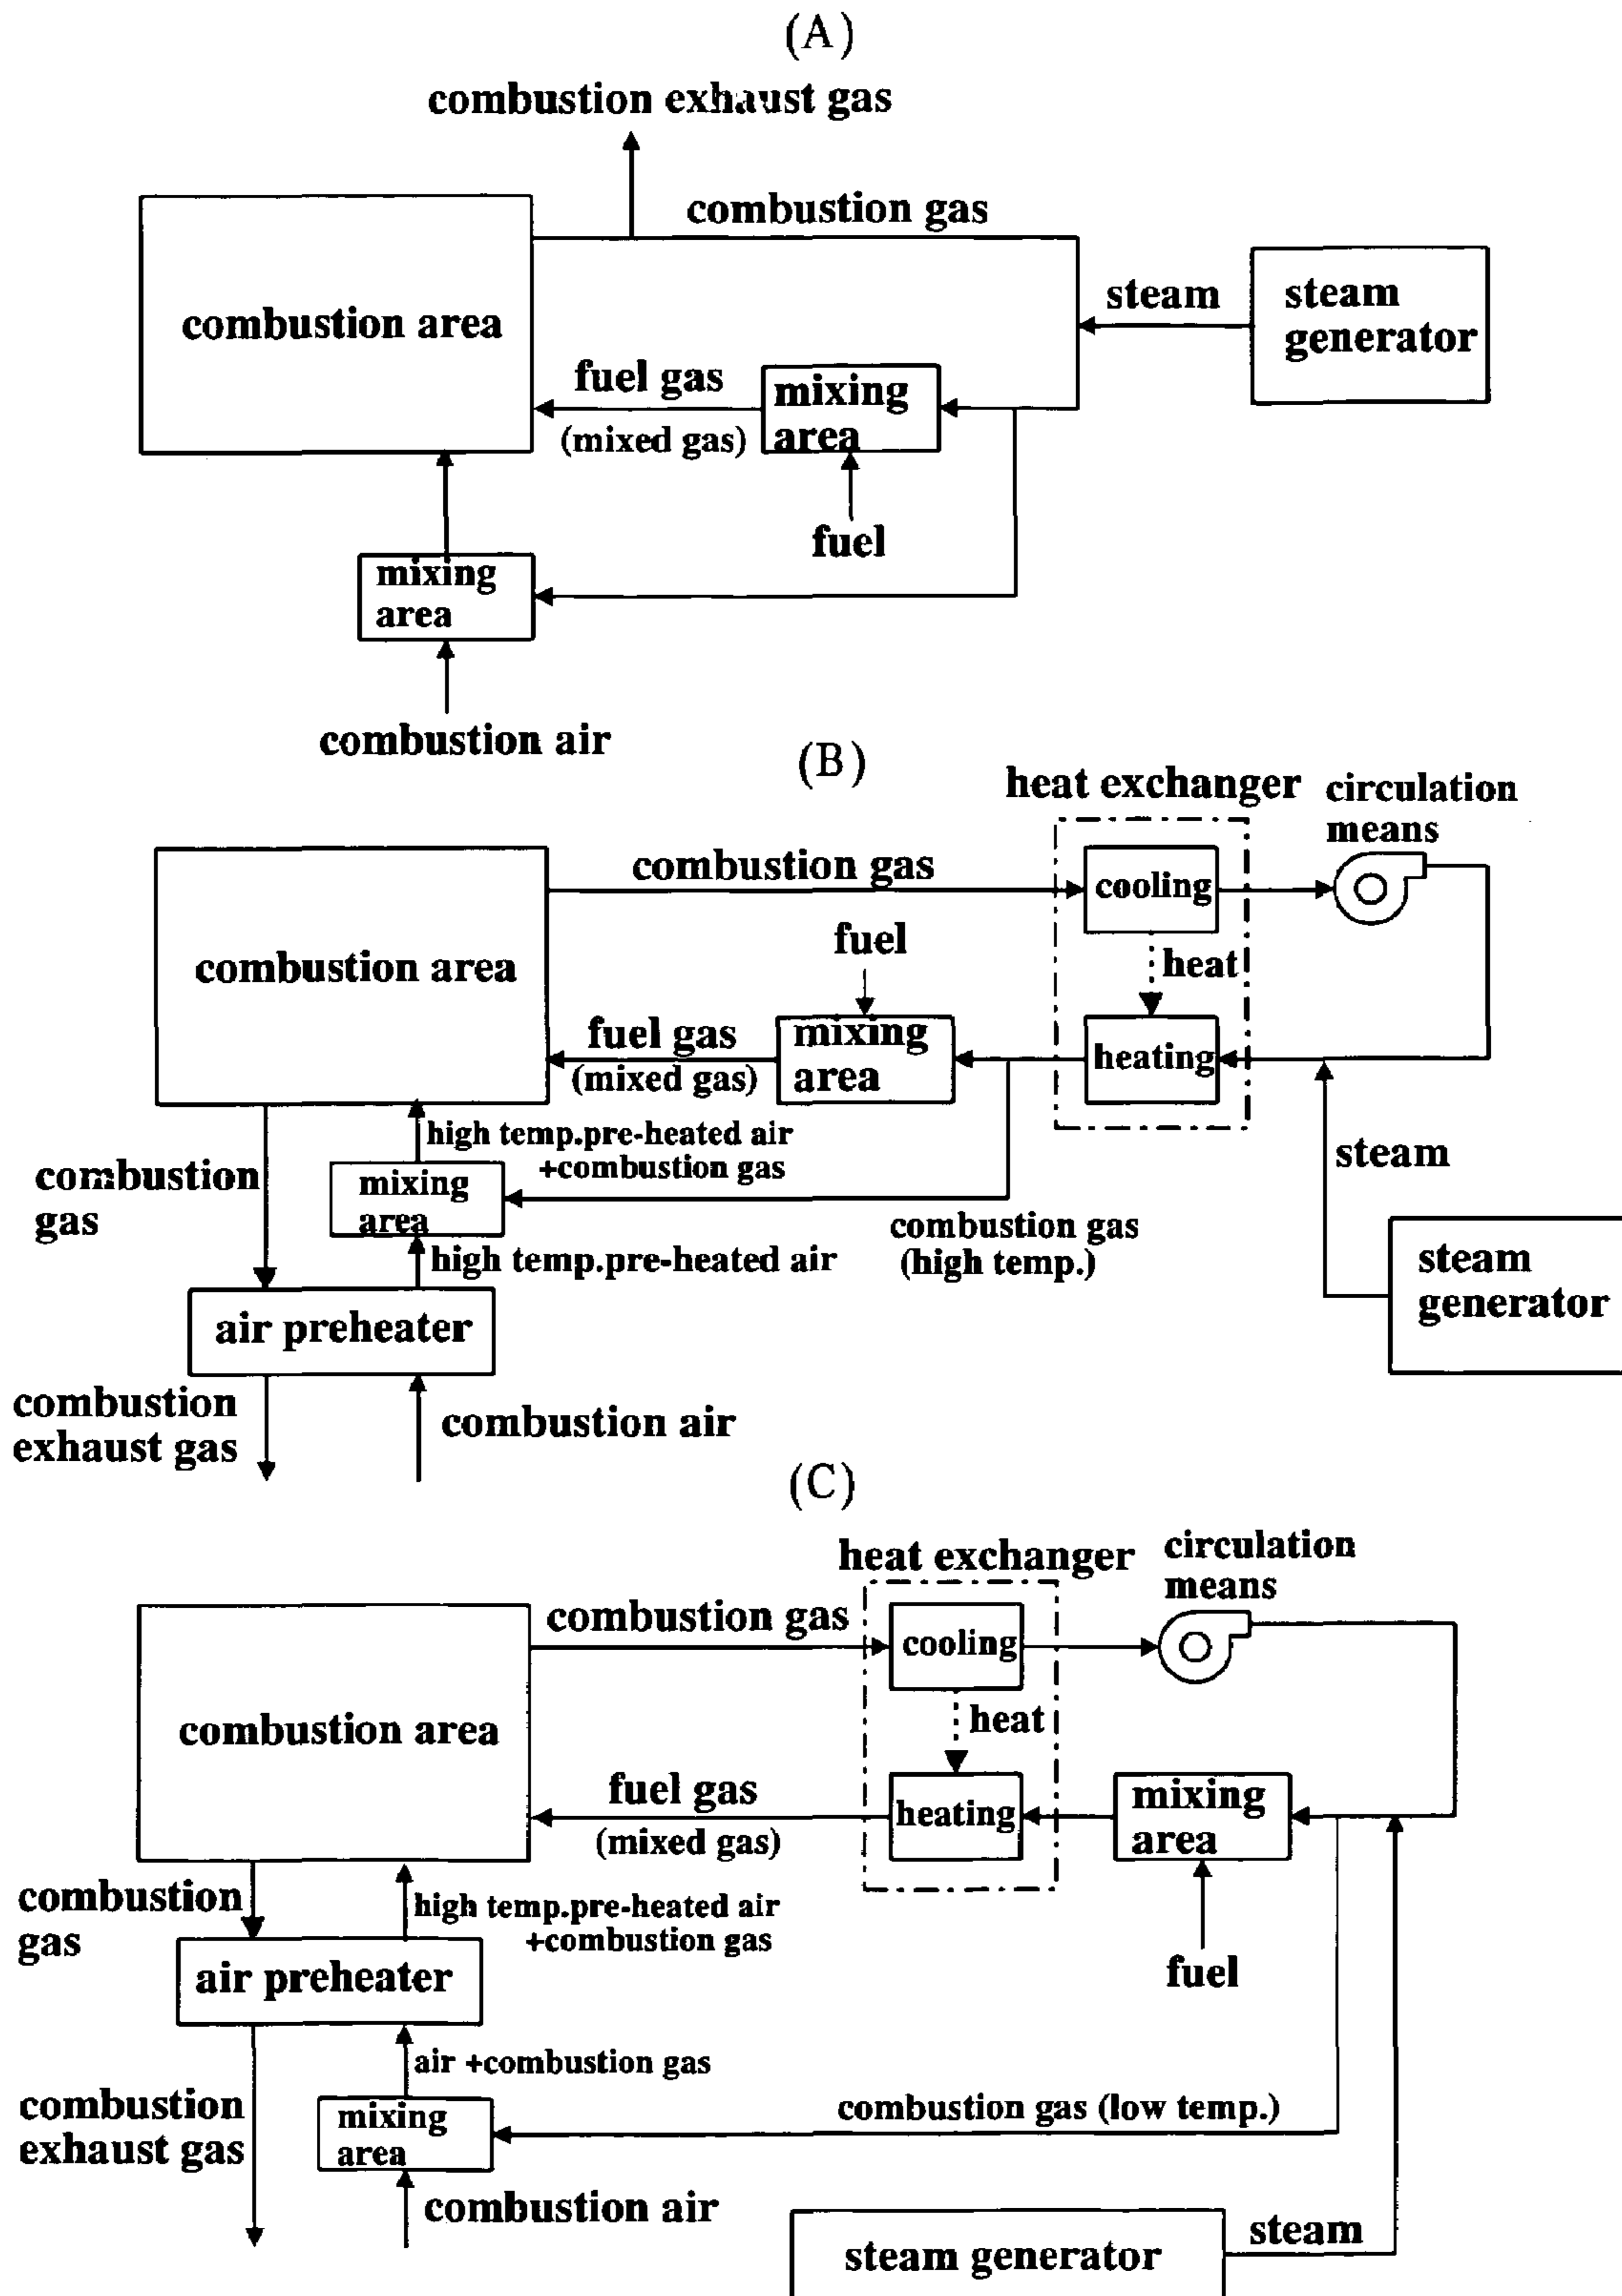 (A)
combustion exhaust gas
combustion gas
combustion area
steam
steam
generator
fuel gas
(mixed gas)
mixing
area
fuel
mixing
area
combustion air
(B)
heat exchanger
circulation
means
combustion gas
cooling
combustion area
fuel
heat
fuel gas
(mixed gas)
mixing
area
heating
high temp.pre-heated air
+combustion gas
combustion
gas
mixing
area
steam
combustion gas
(high temp.)
high temp.pre-heated air
steam
generator
air preheater
combustion
exhaust gas
combustion air
(C)
heat exchanger
circulation
means
combustion gas
cooling
combustion area
heat
fuel gas
(mixed gas)
heating
mixing
area
combustion
gas
high temp.pre-heated air
+combustion gas
fuel
air preheater
air +combustion gas
combustion
exhaust gas
mixing
area
combustion gas (low temp.)
combustion air
steam
steam generator